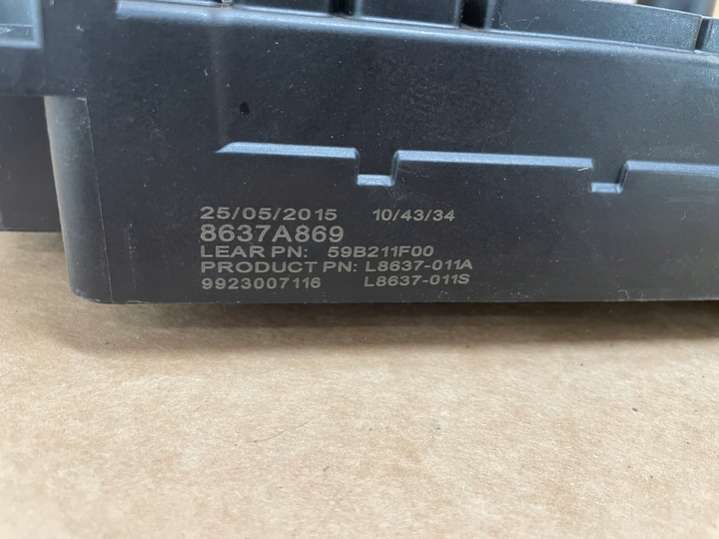 25/05/2015 10/43/34
8637A869
LEAR PN: 59B211F00
PRODUCT PN: L8637-011A
9923007116 L8637-011S